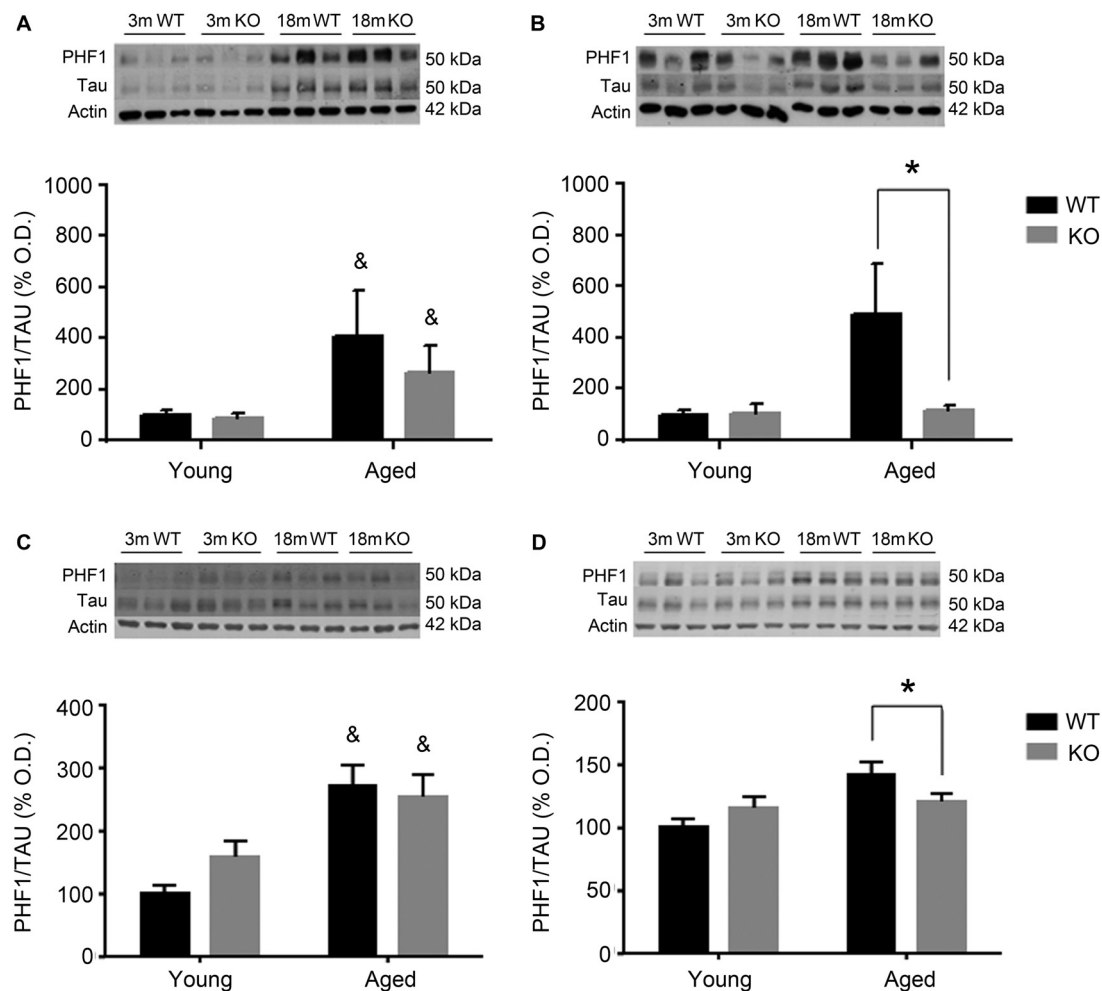 A
3m WT 3m KO 18m WT 18m KO
PHF1 50 kDa
Tau 50 kDa
Actin 42 kDa
PHF1/TAU (% O.D.)
1000
800
600
400
200
0
& &
Young Aged
B
3m WT 3m KO 18m WT 18m KO
PHF1 50 kDa
Tau 50 kDa
Actin 42 kDa
PHF1/TAU (% O.D.)
1000
800
600
400
200
0
*
Young Aged
WT
KO
C
3m WT 3m KO 18m WT 18m KO
PHF1 50 kDa
Tau 50 kDa
Actin 42 kDa
PHF1/TAU (% O.D.)
400
300
200
100
0
& &
Young Aged
D
3m WT 3m KO 18m WT 18m KO
PHF1 50 kDa
Tau 50 kDa
Actin 42 kDa
PHF1/TAU (% O.D.)
200
150
100
50
0
*
Young Aged
WT
KO